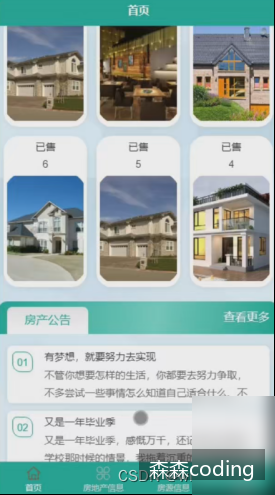 首页
已售
已售
已售
6
5
4
房产公告
查看更多
01
有梦想，就要努力去实现
不管你想要怎样的生活，你都要去努力争取，
不多尝试一些事情怎么知道自己适合什么、不
02
又是一年毕业季
又是一年毕业季，感慨万千，还记
学校那时候的情景，我拖着沉重的
首页
房地产信息
房源信息
CSDN
森森coding